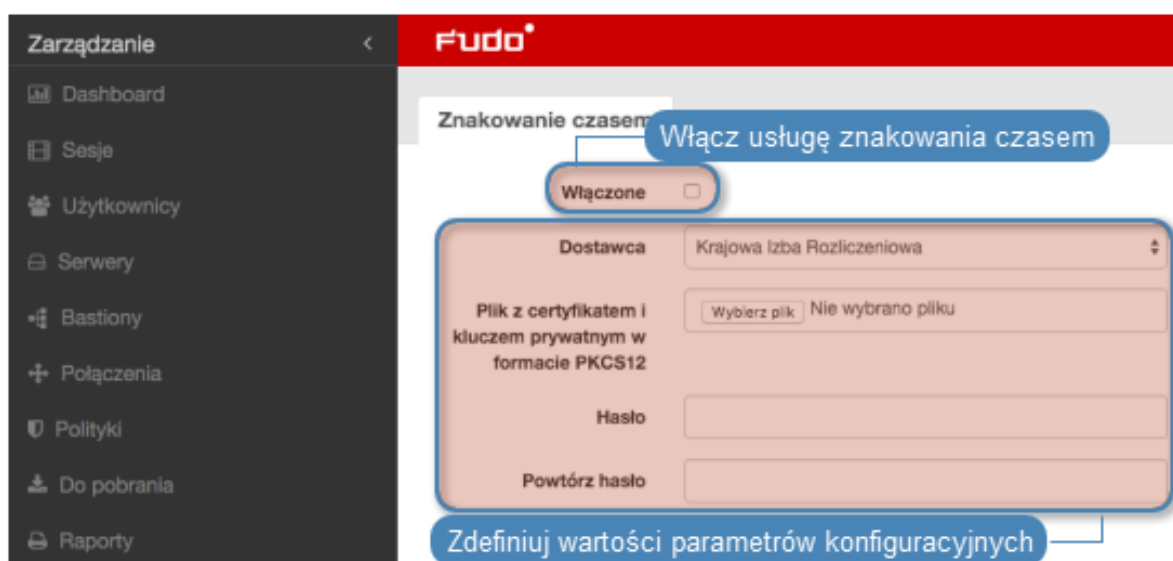 Zarządzanie
Fudo
Dashboard
Sesje
Użytkownicy
Serwery
Bastiony
Połączenia
Polityki
Do pobrania
Raporty
Znakowanie czasem
Włącz usługę znakowania czasem
Włączone
Dostawca
Krajowa Izba Rozliczeniowa
Plik z certyfikatem i
kluczem prywatnym w
formacie PKCS12
Wybierz plik Nie wybrano pliku
Hasło
Powtórz hasło
Zdefiniuj wartości parametrów konfiguracyjnych